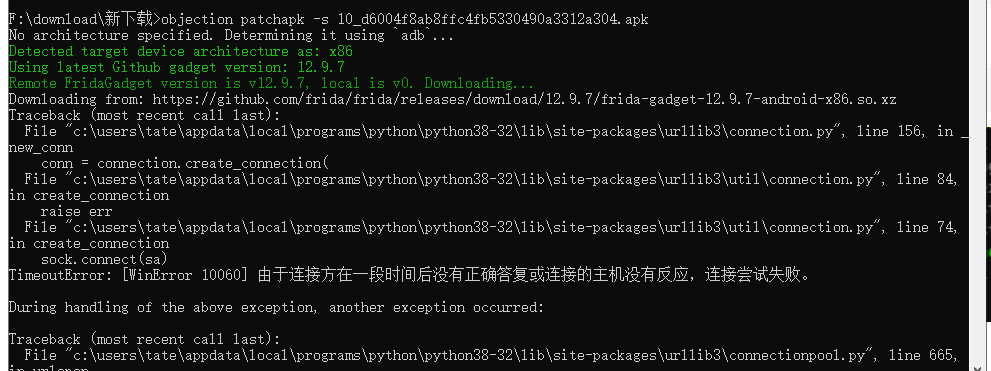 F:\download\新下载>objection patchapk -s 10_d6004f8ab8ffc4fb5330490a3312a304.apk
No architecture specified. Determining it using `adb`...
Detected target device architecture as: x86
Using latest Github gadget version: 12.9.7
Remote FridaGadget version is v12.9.7, local is v0. Downloading...
Downloading from: https://github.com/frida/frida/releases/download/12.9.7/frida-gadget-12.9.7-android-x86.so.xz
Traceback (most recent call last):
  File "c:\users\tate\appdata\local\programs\python\python38-32\lib\site-packages\urllib3\connection.py", line 156, in _
new_conn
    conn = connection.create_connection(
  File "c:\users\tate\appdata\local\programs\python\python38-32\lib\site-packages\urllib3\util\connection.py", line 84,
in create_connection
    raise err
  File "c:\users\tate\appdata\local\programs\python\python38-32\lib\site-packages\urllib3\util\connection.py", line 74,
in create_connection
    sock.connect(sa)
TimeoutError: [WinError 10060] 由于连接方在一段时间后没有正确答复或连接的主机没有反应，连接尝试失败。
During handling of the above exception, another exception occurred:
Traceback (most recent call last):
  File "c:\users\tate\appdata\local\programs\python\python38-32\lib\site-packages\urllib3\connectionpool.py", line 665,
in urlopen